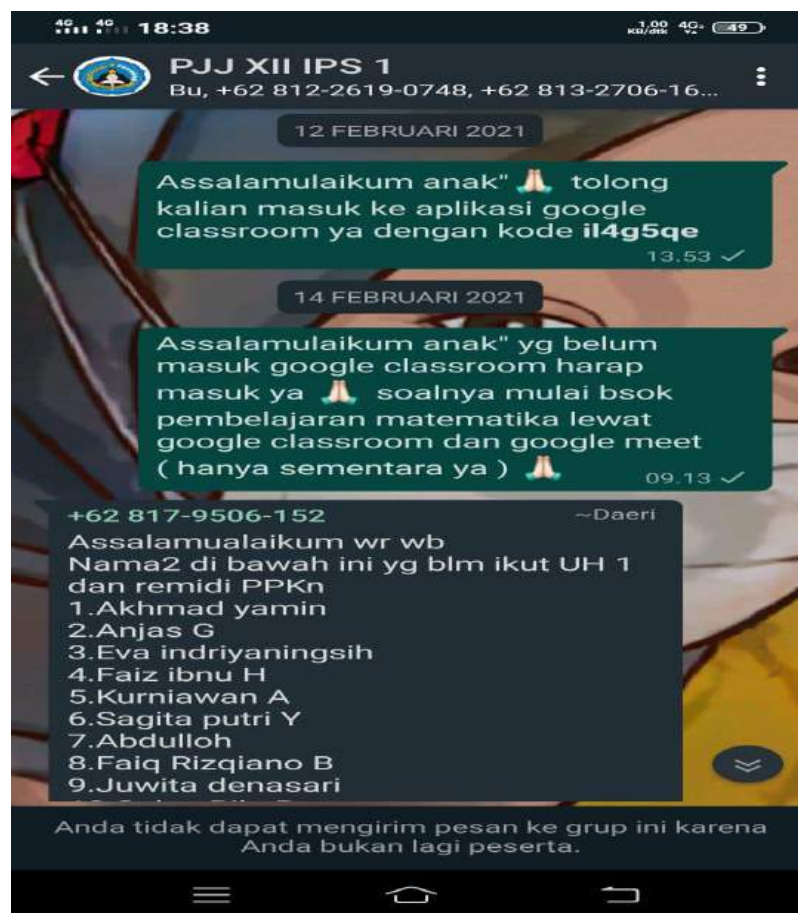 18:38
1,00 KB/dtk 4G+ 49
PJJ XII IPS 1
Bu, +62 812-2619-0748, +62 813-2706-16...
12 FEBRUARI 2021
Assalamulaikum anak" 🙏🏻 tolong
kalian masuk ke aplikasi google
classroom ya dengan kode il4g5qe
13.53
14 FEBRUARI 2021
Assalamulaikum anak" yg belum
masuk google classroom harap
masuk ya 🙏🏻 soalnya mulai bsok
pembelajaran matematika lewat
google classroom dan google meet
( hanya sementara ya ) 🙏🏻
09.13
+62 817-9506-152 ~Daeri
Assalamualaikum wr wb
Nama2 di bawah ini yg blm ikut UH 1
dan remidi PPKn
1.Akhmad yamin
2.Anjas G
3.Eva indriyaningsih
4.Faiz ibnu H
5.Kurniawan A
6.Sagita putri Y
7.Abdulloh
8.Faiq Rizqiano B
9.Juwita denasari
Anda tidak dapat mengirim pesan ke grup ini karena
Anda bukan lagi peserta.